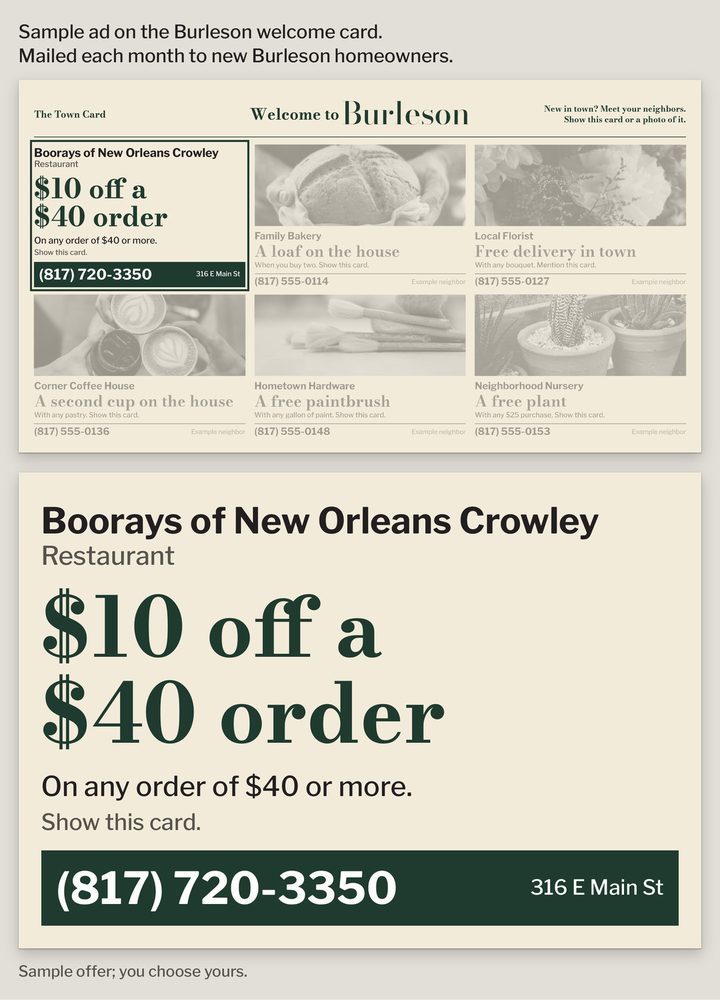 Sample ad on the Burleson welcome card.
Mailed each month to new Burleson homeowners.
The Town Card
Welcome to Burleson
New in town? Meet your neighbors.
Show this card or a photo of it.
Boorays of New Orleans Crowley
Restaurant
$10 off a
$40 order
On any order of $40 or more.
Show this card.
(817) 720-3350
316 E Main St
Family Bakery
A loaf on the house
When you buy two. Show this card.
(817) 555-0114
Example neighbor
Local Florist
Free delivery in town
With any bouquet. Mention this card.
(817) 555-0127
Example neighbor
Corner Coffee House
A second cup on the house
With any pastry. Show this card.
(817) 555-0136
Example neighbor
Hometown Hardware
A free paintbrush
With any gallon of paint. Show this card.
(817) 555-0148
Example neighbor
Neighborhood Nursery
A free plant
With any $25 purchase. Show this card.
(817) 555-0153
Example neighbor
Boorays of New Orleans Crowley
Restaurant
$10 off a
$40 order
On any order of $40 or more.
Show this card.
(817) 720-3350
316 E Main St
Sample offer; you choose yours.